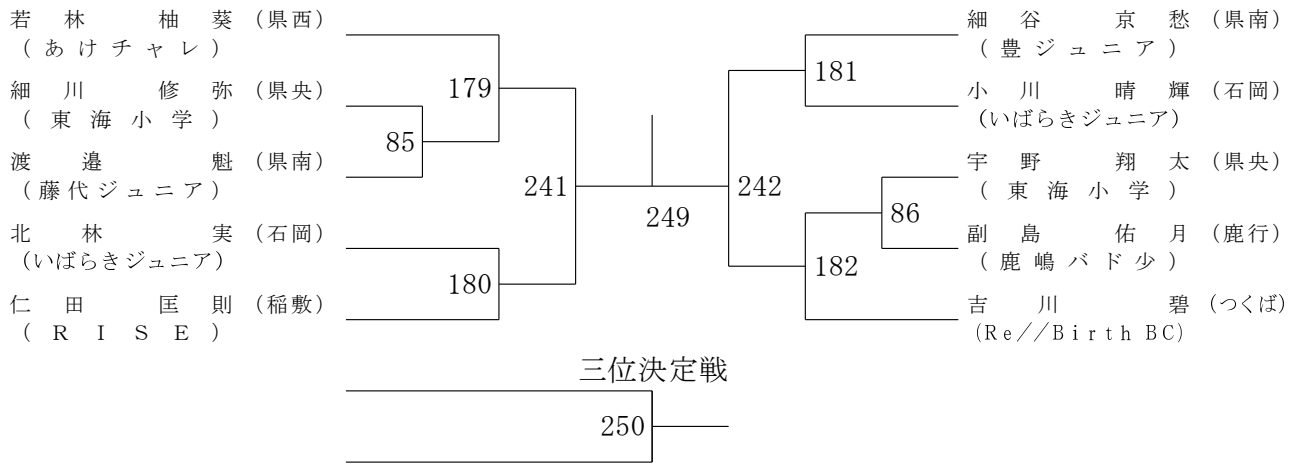 若林 柚葵 (県西)
(あけチャレ)
細川 修弥 (県央)
(東海小学)
渡邉 魁 (県南)
(藤代ジュニア)
北林 実 (石岡)
(いばらきジュニア)
仁田 匡則 (稲敷)
(RISE)
179
85
241
180
249
242
181
86
182
細谷 京愁 (県南)
(豊ジュニア)
小川 晴輝 (石岡)
(いばらきジュニア)
宇野 翔太 (県央)
(東海小学)
副島 佑月 (鹿行)
(鹿嶋バド少)
吉川 碧 (つくば)
(Re//Birth BC)
三位決定戦
250